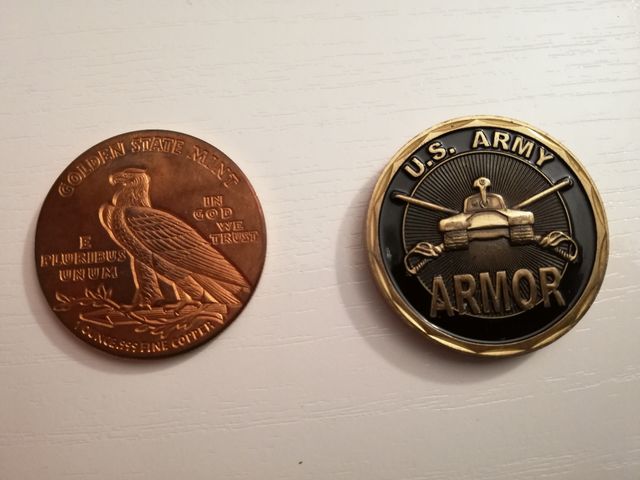 GOLDEN STATE MINT
IN
GOD
WE
TRUST
E
PLURIBUS
UNUM
1 OUNCE .999 FINE COPPER
U.S. ARMY
ARMOR